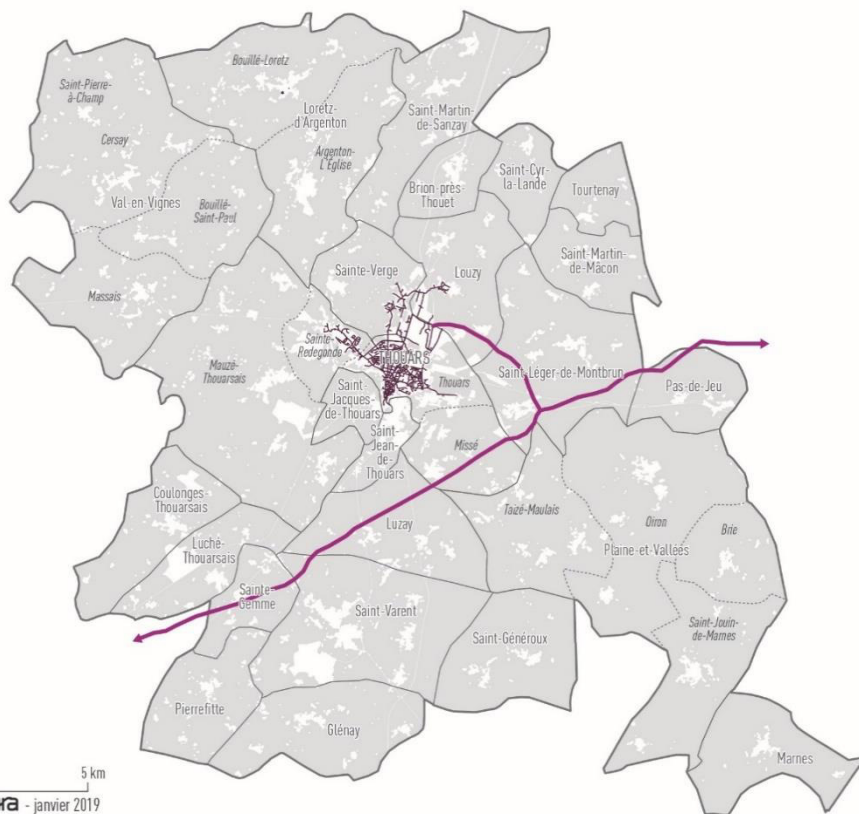 Bouillé-Loretz
Saint-Pierre-
à-Champ
Loretz-
d'Argenton
Saint-Martin-
de-Sanzay
Cersay
Argenton-
L'Église
Saint-Cyr-
la-Lande
Brion-près-
Thouet
Tourtenay
Val-en-Vignes
Bouillé-
Saint-Paul
Saint-Martin-
de-Mâcon
Sainte-Verge
Louzy
Massais
Sainte-
Redegonde
THOUARS
Mauzé-
Thouarsais
Saint-Léger-de-Montbrun
Saint-
Jacques-
de-Thouars
Thouars
Pas-de-Jeu
Saint-
Jean-
de-
Thouars
Missé
Coulonges-
Thouarsais
Taizé-Maulais
Oiron
Luzay
Brie
Luché-
Thouarsais
Plaine-et-Vallées
Sainte-
Gemme
Saint-Varent
Saint-Jouin-
de-Marnes
Saint-Généroux
Pierrefitte
Glénay
Marnes
5 km
era - janvier 2019